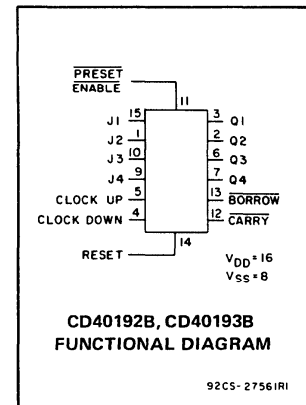 PRESET
ENABLE
11
J1 15 3 Q1
J2 1 2 Q2
J3 10 6 Q3
J4 9 7 Q4
CLOCK UP 5 13 BORROW
CLOCK DOWN 4 12 CARRY
RESET 14
VDD=16
VSS=8
CD40192B, CD40193B
FUNCTIONAL DIAGRAM
92CS-27561R1